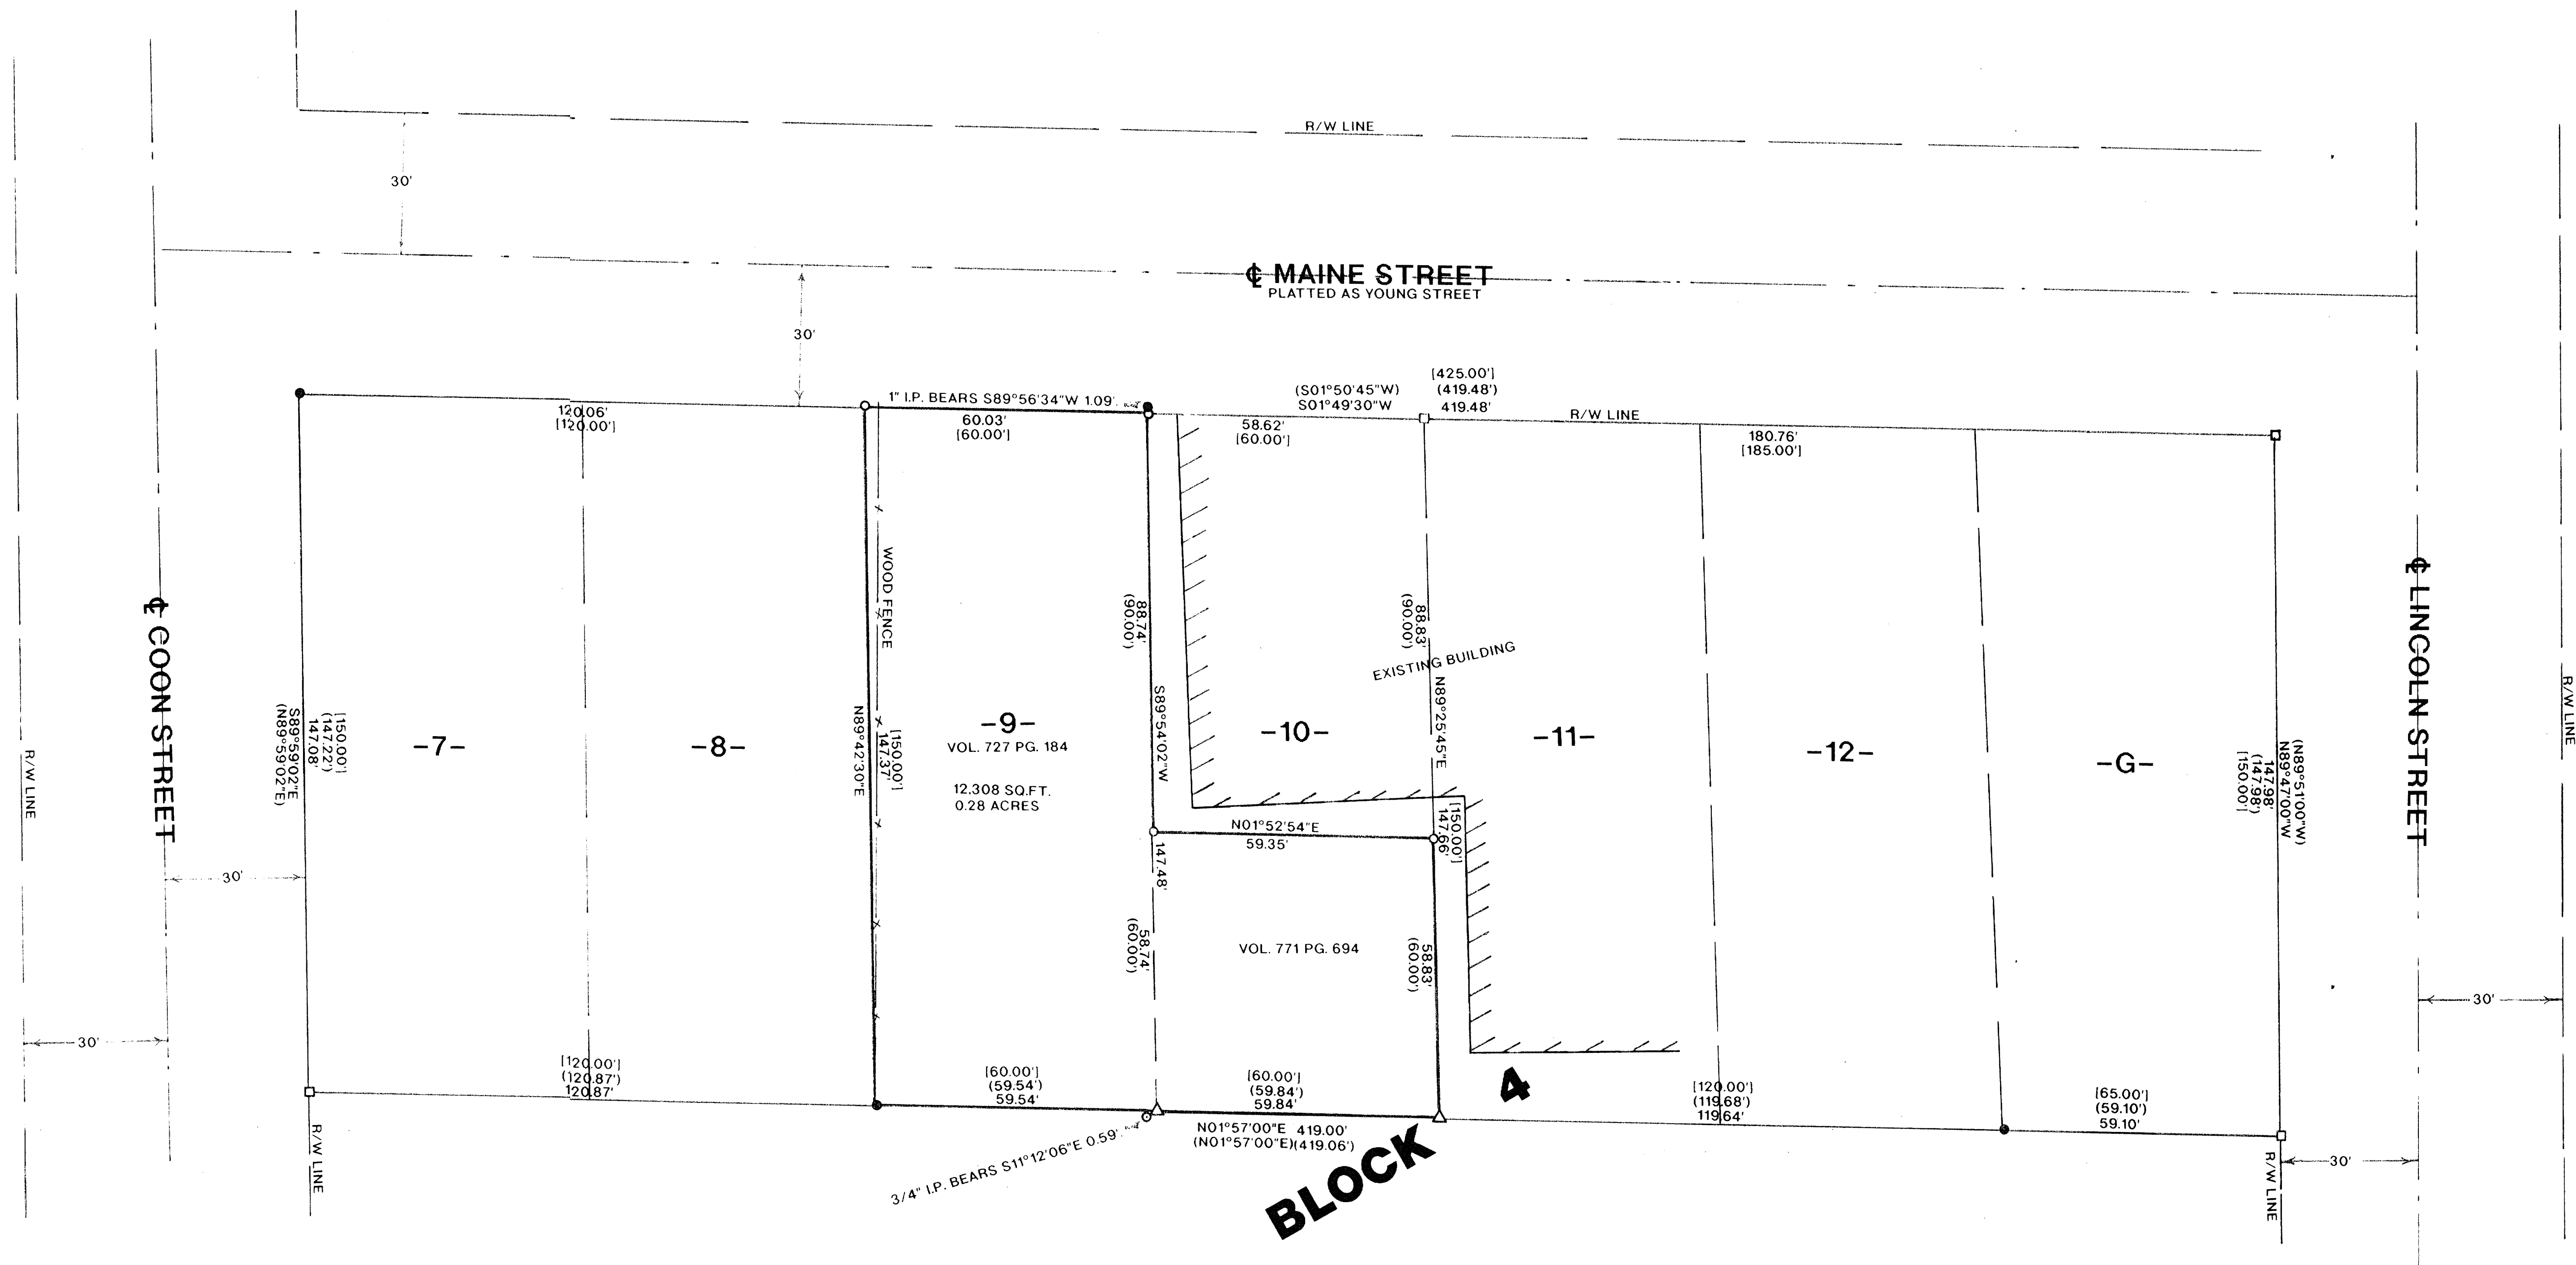 R/W LINE
30'
℄ MAINE STREET
PLATTED AS YOUNG STREET
30'
[425.00']
(S01°50'45"W) (419.48')
S01°49'30"W 419.48'
R/W LINE
1" I.P. BEARS S89°56'34"W 1.09'.
120.06'
[120.00']
60.03'
[60.00']
58.62'
[60.00']
180.76'
[185.00']
℄ COON STREET
R/W LINE
(N89°59'02"E)
S89°59'02"E
147.08'
(147.22')
[150.00']
-7-
-8-
WOOD FENCE
N89°42'30"E
147.37'
[150.00']
-9-
VOL. 727 PG. 184
12,308 SQ.FT.
0.28 ACRES
88.74'
(90.00')
S89°54'02"W
147.48'
58.74'
(60.00')
-10-
88.83'
(90.00')
EXISTING BUILDING
N89°25'45"E
147.66'
[150.00']
N01°52'54"E
59.35'
VOL. 771 PG. 694
58.83'
(60.00')
-11-
-12-
-G-
(N89°51'00"W)
N89°47'00"W
147.98'
(147.98')
[150.00']
℄ LINCOLN STREET
R/W LINE
30'
30'
30'
30'
[120.00']
(120.87')
120.87'
[60.00']
(59.54')
59.54'
[60.00']
(59.84')
59.84'
[120.00']
(119.68')
119.64'
[65.00']
(59.10')
59.10'
N01°57'00"E 419.00'
(N01°57'00"E)(419.06')
3/4" I.P. BEARS S11°12'06"E 0.59'.
BLOCK 4
R/W LINE
R/W LINE